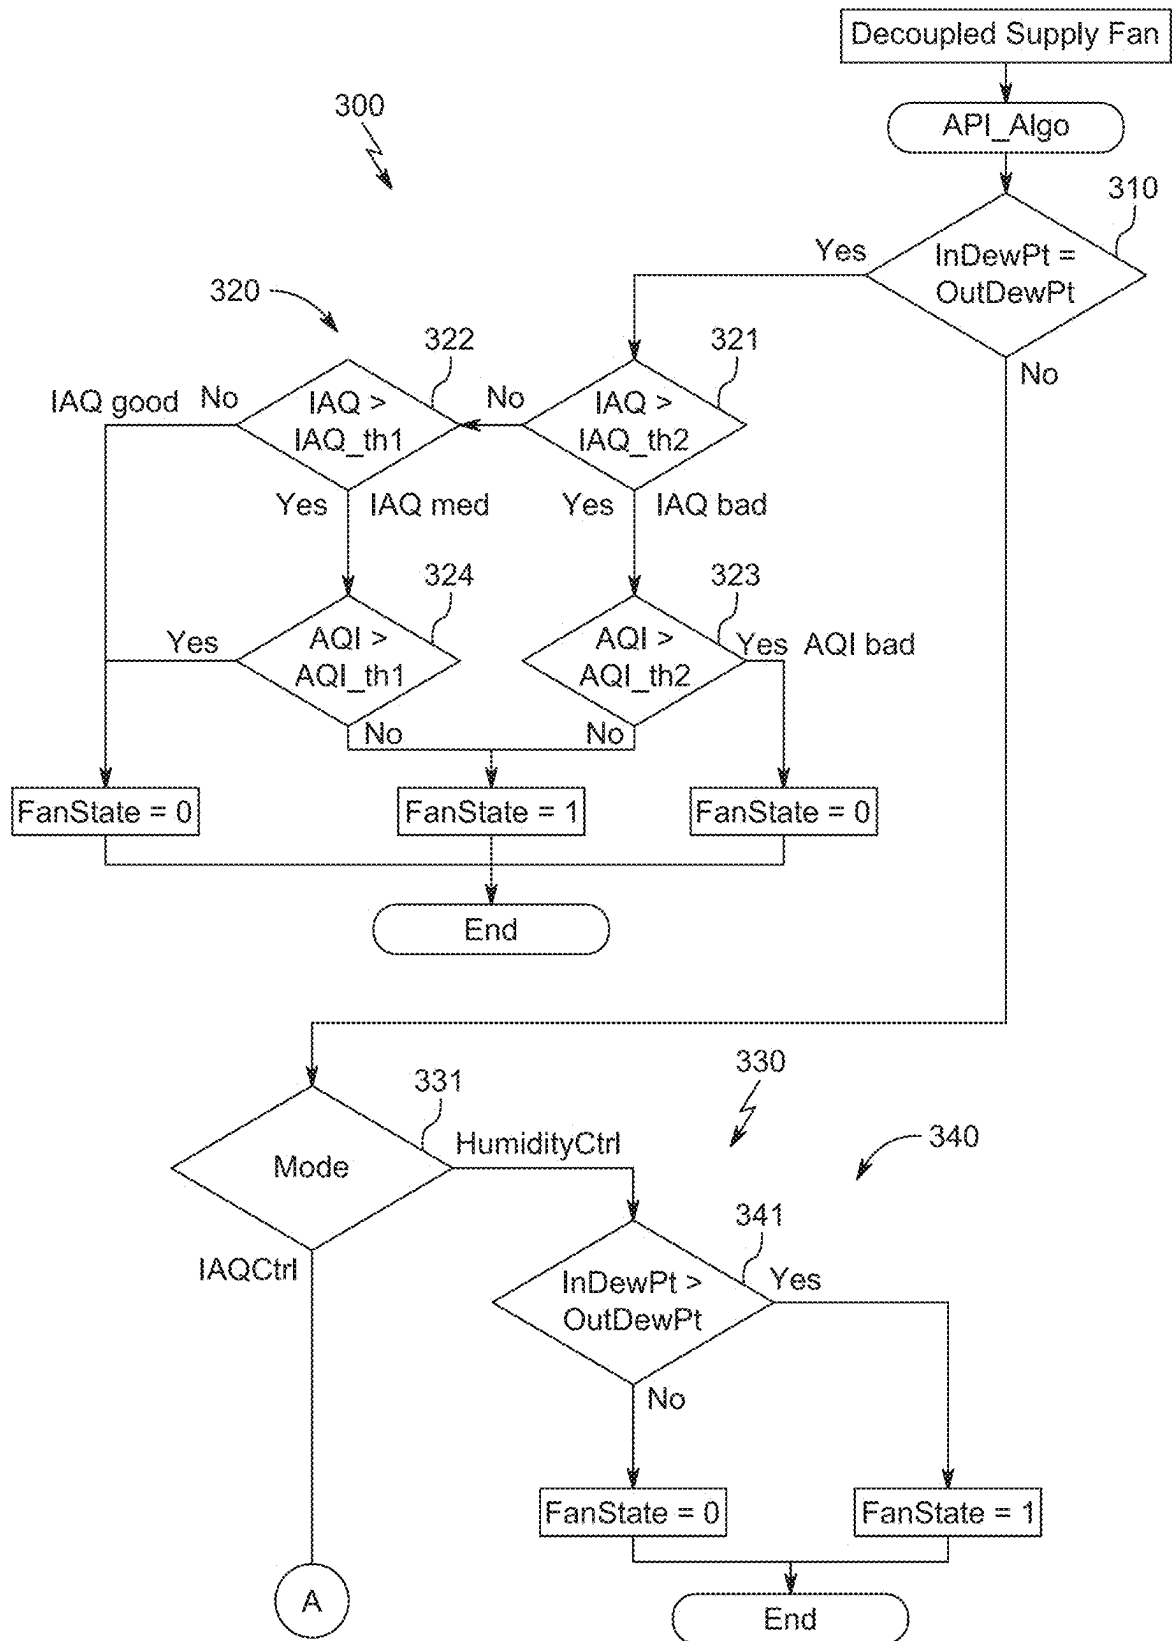 Decoupled Supply Fan
300
API_Algo
310
Yes
InDewPt =
OutDewPt
320
322
321
No
IAQ good
No
IAQ >
IAQ_th1
No
IAQ >
IAQ_th2
Yes
IAQ med
Yes
IAQ bad
324
323
Yes
AQI >
AQI_th1
AQI >
AQI_th2
Yes AQI bad
No
No
FanState = 0
FanState = 1
FanState = 0
End
330
331
340
HumidityCtrl
Mode
341
IAQCtrl
InDewPt >
OutDewPt
Yes
No
FanState = 0
FanState = 1
A
End